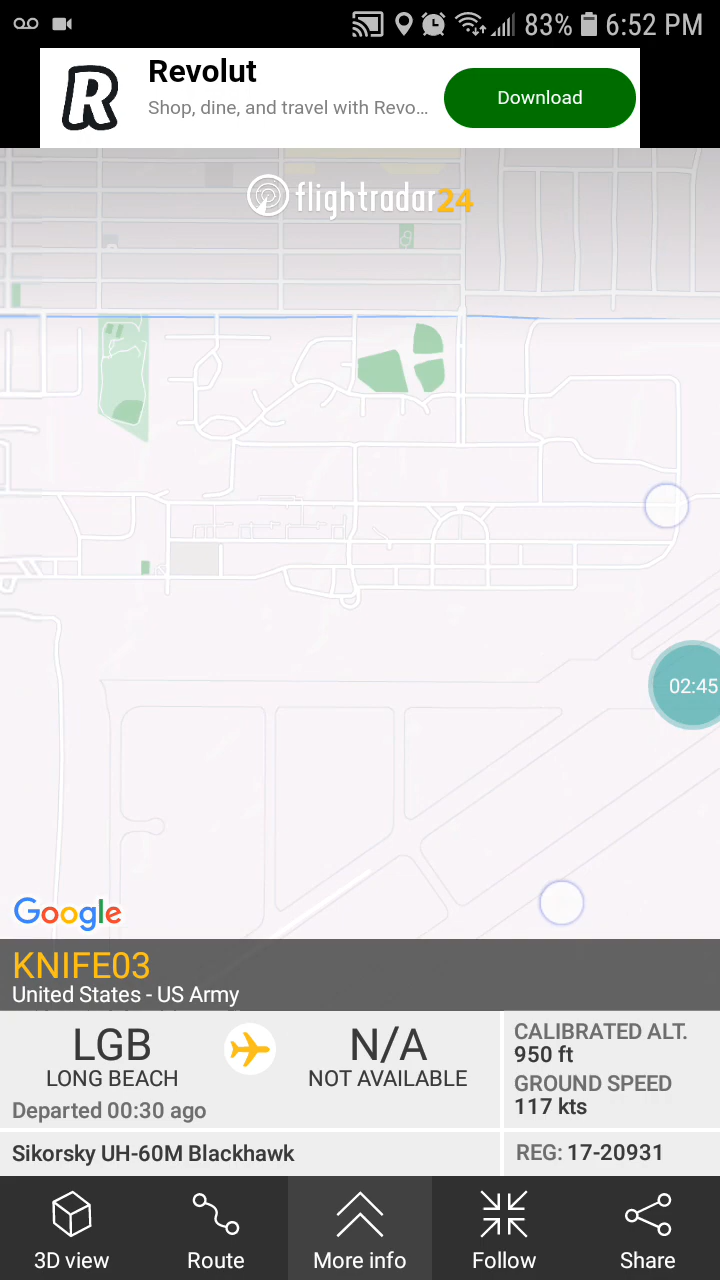 83% 6:52 PM
Revolut
Shop, dine, and travel with Revo...
Download
R
flightradar24
02:45
Google
KNIFE03
United States - US Army
LGB
LONG BEACH
N/A
NOT AVAILABLE
Departed 00:30 ago
CALIBRATED ALT.
950 ft
GROUND SPEED
117 kts
Sikorsky UH-60M Blackhawk
REG: 17-20931
3D view
Route
More info
Follow
Share